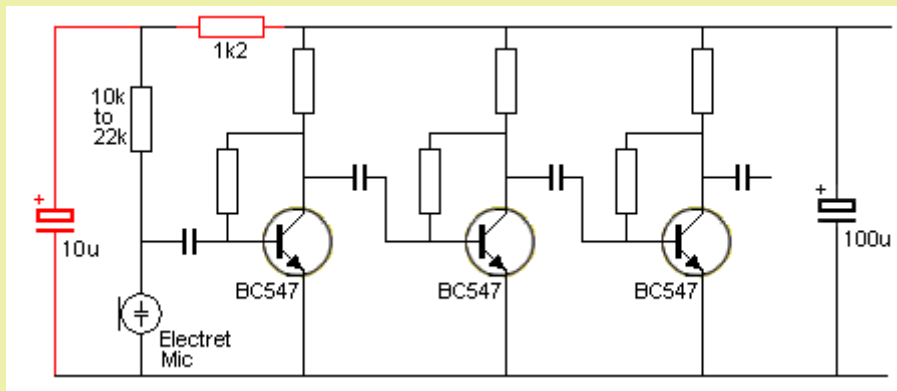 1k2
10k
to
22k
+
10u
BC547
BC547
BC547
+
100u
Electret
Mic